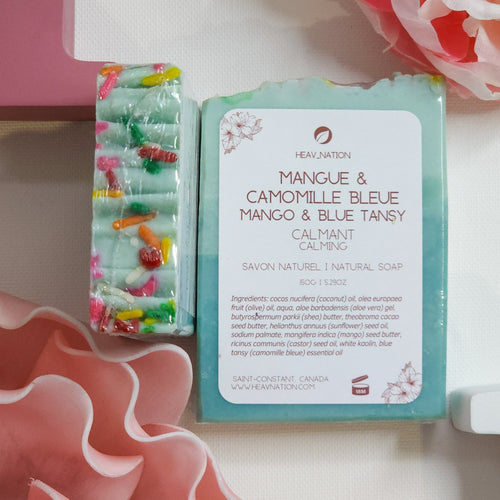 HEAV_NATION
MANGUE &
CAMOMILLE BLEUE
MANGO & BLUE TANSY
CALMANT
CALMING
SAVON NATUREL | NATURAL SOAP
150G | 5.29OZ
Ingredients: cocos nucifera (coconut) oil, olea europaeo
fruit (olive) oil, aqua, aloe barbadensis (aloe vera) gel,
butyrospermum parkii (shea) butter, theobroma cacao
seed butter, helianthus annuus (sunflower) seed oil,
sodium palmate, mangifera indica (mango) seed butter,
ricinus communis (castor) seed oil, white kaolin, blue
tansy (camomille bleue) essential oil
SAINT-CONSTANT, CANADA
WWW.HEAVNATION.COM
18M